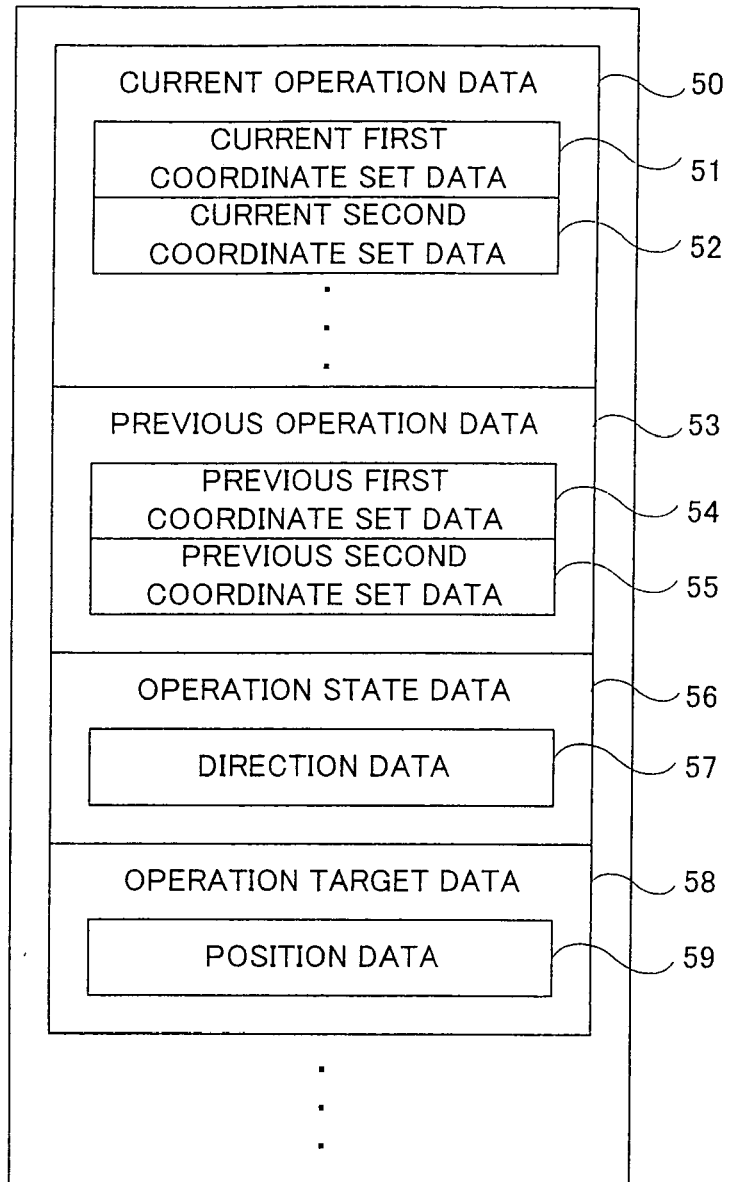 CURRENT OPERATION DATA 50
CURRENT FIRST
COORDINATE SET DATA 51
CURRENT SECOND
COORDINATE SET DATA 52
PREVIOUS OPERATION DATA 53
PREVIOUS FIRST
COORDINATE SET DATA 54
PREVIOUS SECOND
COORDINATE SET DATA 55
OPERATION STATE DATA 56
DIRECTION DATA 57
OPERATION TARGET DATA 58
POSITION DATA 59